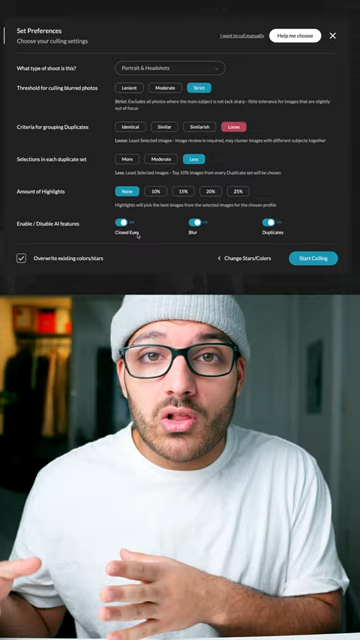 Set Preferences
Choose your culling settings
I want to cull manually
Help me choose
What type of shoot is this?
Portrait & Headshots
Threshold for culling blurred photos
Lenient
Moderate
Strict
Strict: Excludes all photos where the main subject is not tack sharp - little tolerance for images that are slightly
out of focus
Criteria for grouping Duplicates
Identical
Similar
Similarish
Loose
Loose: Least Selected images - Image review is required, may cluster images with different subjects together
Selections in each duplicate set
More
Moderate
Less
Less: Least Selected images - Top 10% images from every Duplicate set will be chosen
Amount of Highlights
None
10%
15%
20%
25%
Highlights will pick the best images from the selected images for the chosen profile
Enable / Disable AI features
Closed Eyes
Blur
Duplicates
Overwrite existing colors/stars
Change Stars/Colors
Start Culling